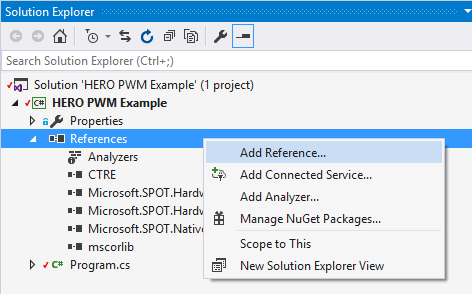 Solution Explorer
Search Solution Explorer (Ctrl+;)
Solution 'HERO PWM Example' (1 project)
C# HERO PWM Example
Properties
References
Analyzers
CTRE
Microsoft.SPOT.Hardw
Microsoft.SPOT.Hardw
Microsoft.SPOT.Native
mscorlib
C# Program.cs
Add Reference...
Add Connected Service...
Add Analyzer...
Manage NuGet Packages...
Scope to This
New Solution Explorer View